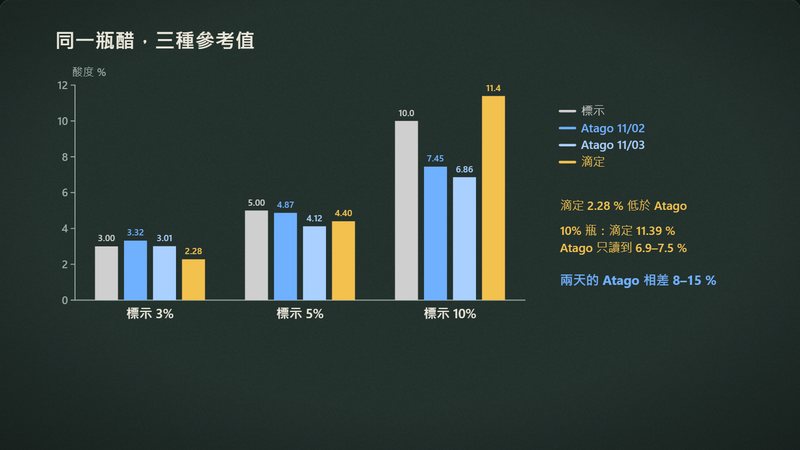 同一瓶醋，三種參考值
酸度 %
12
10
8
6
4
2
0
3.00
3.32
3.01
2.28
5.00
4.87
4.12
4.40
10.0
7.45
6.86
11.4
標示 3%
標示 5%
標示 10%
標示
Atago 11/02
Atago 11/03
滴定
滴定 2.28 % 低於 Atago
10% 瓶：滴定 11.39 %
Atago 只讀到 6.9–7.5 %
兩天的 Atago 相差 8–15 %